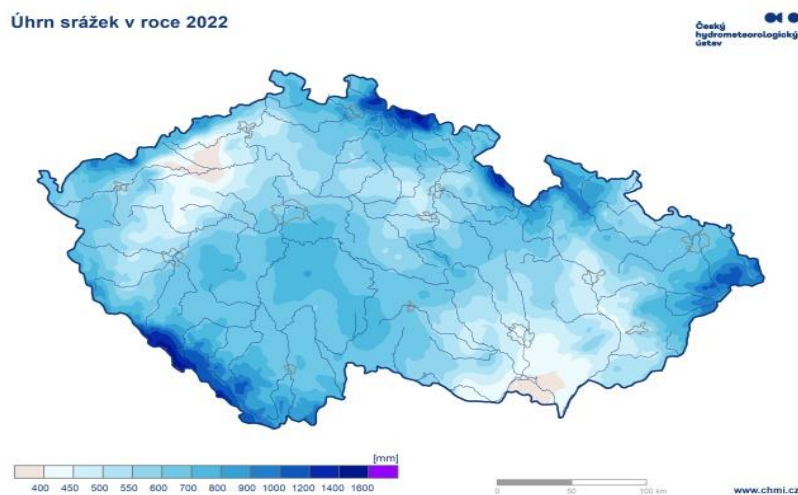 Úhrn srážek v roce 2022
Český
hydrometeorologický
ústav
[mm]
400 450 500 550 600 700 800 900 1000 1200 1400 1600
0 50 100 km
www.chmi.cz